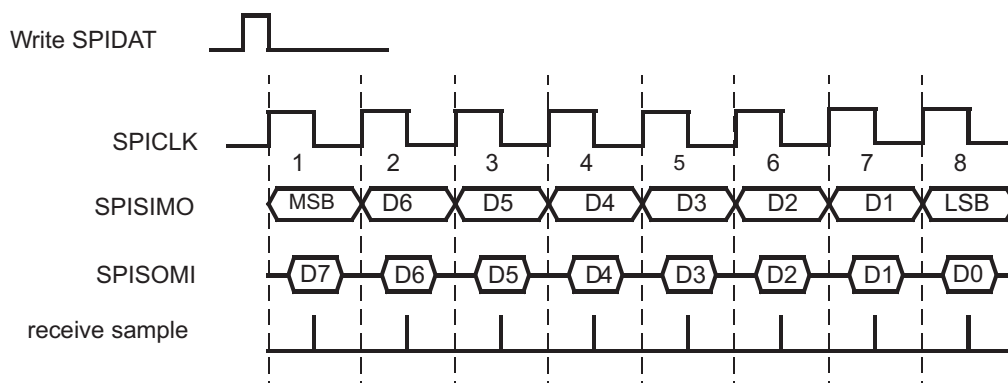 Write SPIDAT
SPICLK
1 2 3 4 5 6 7 8
SPISIMO MSB D6 D5 D4 D3 D2 D1 LSB
SPISOMI D7 D6 D5 D4 D3 D2 D1 D0
receive sample